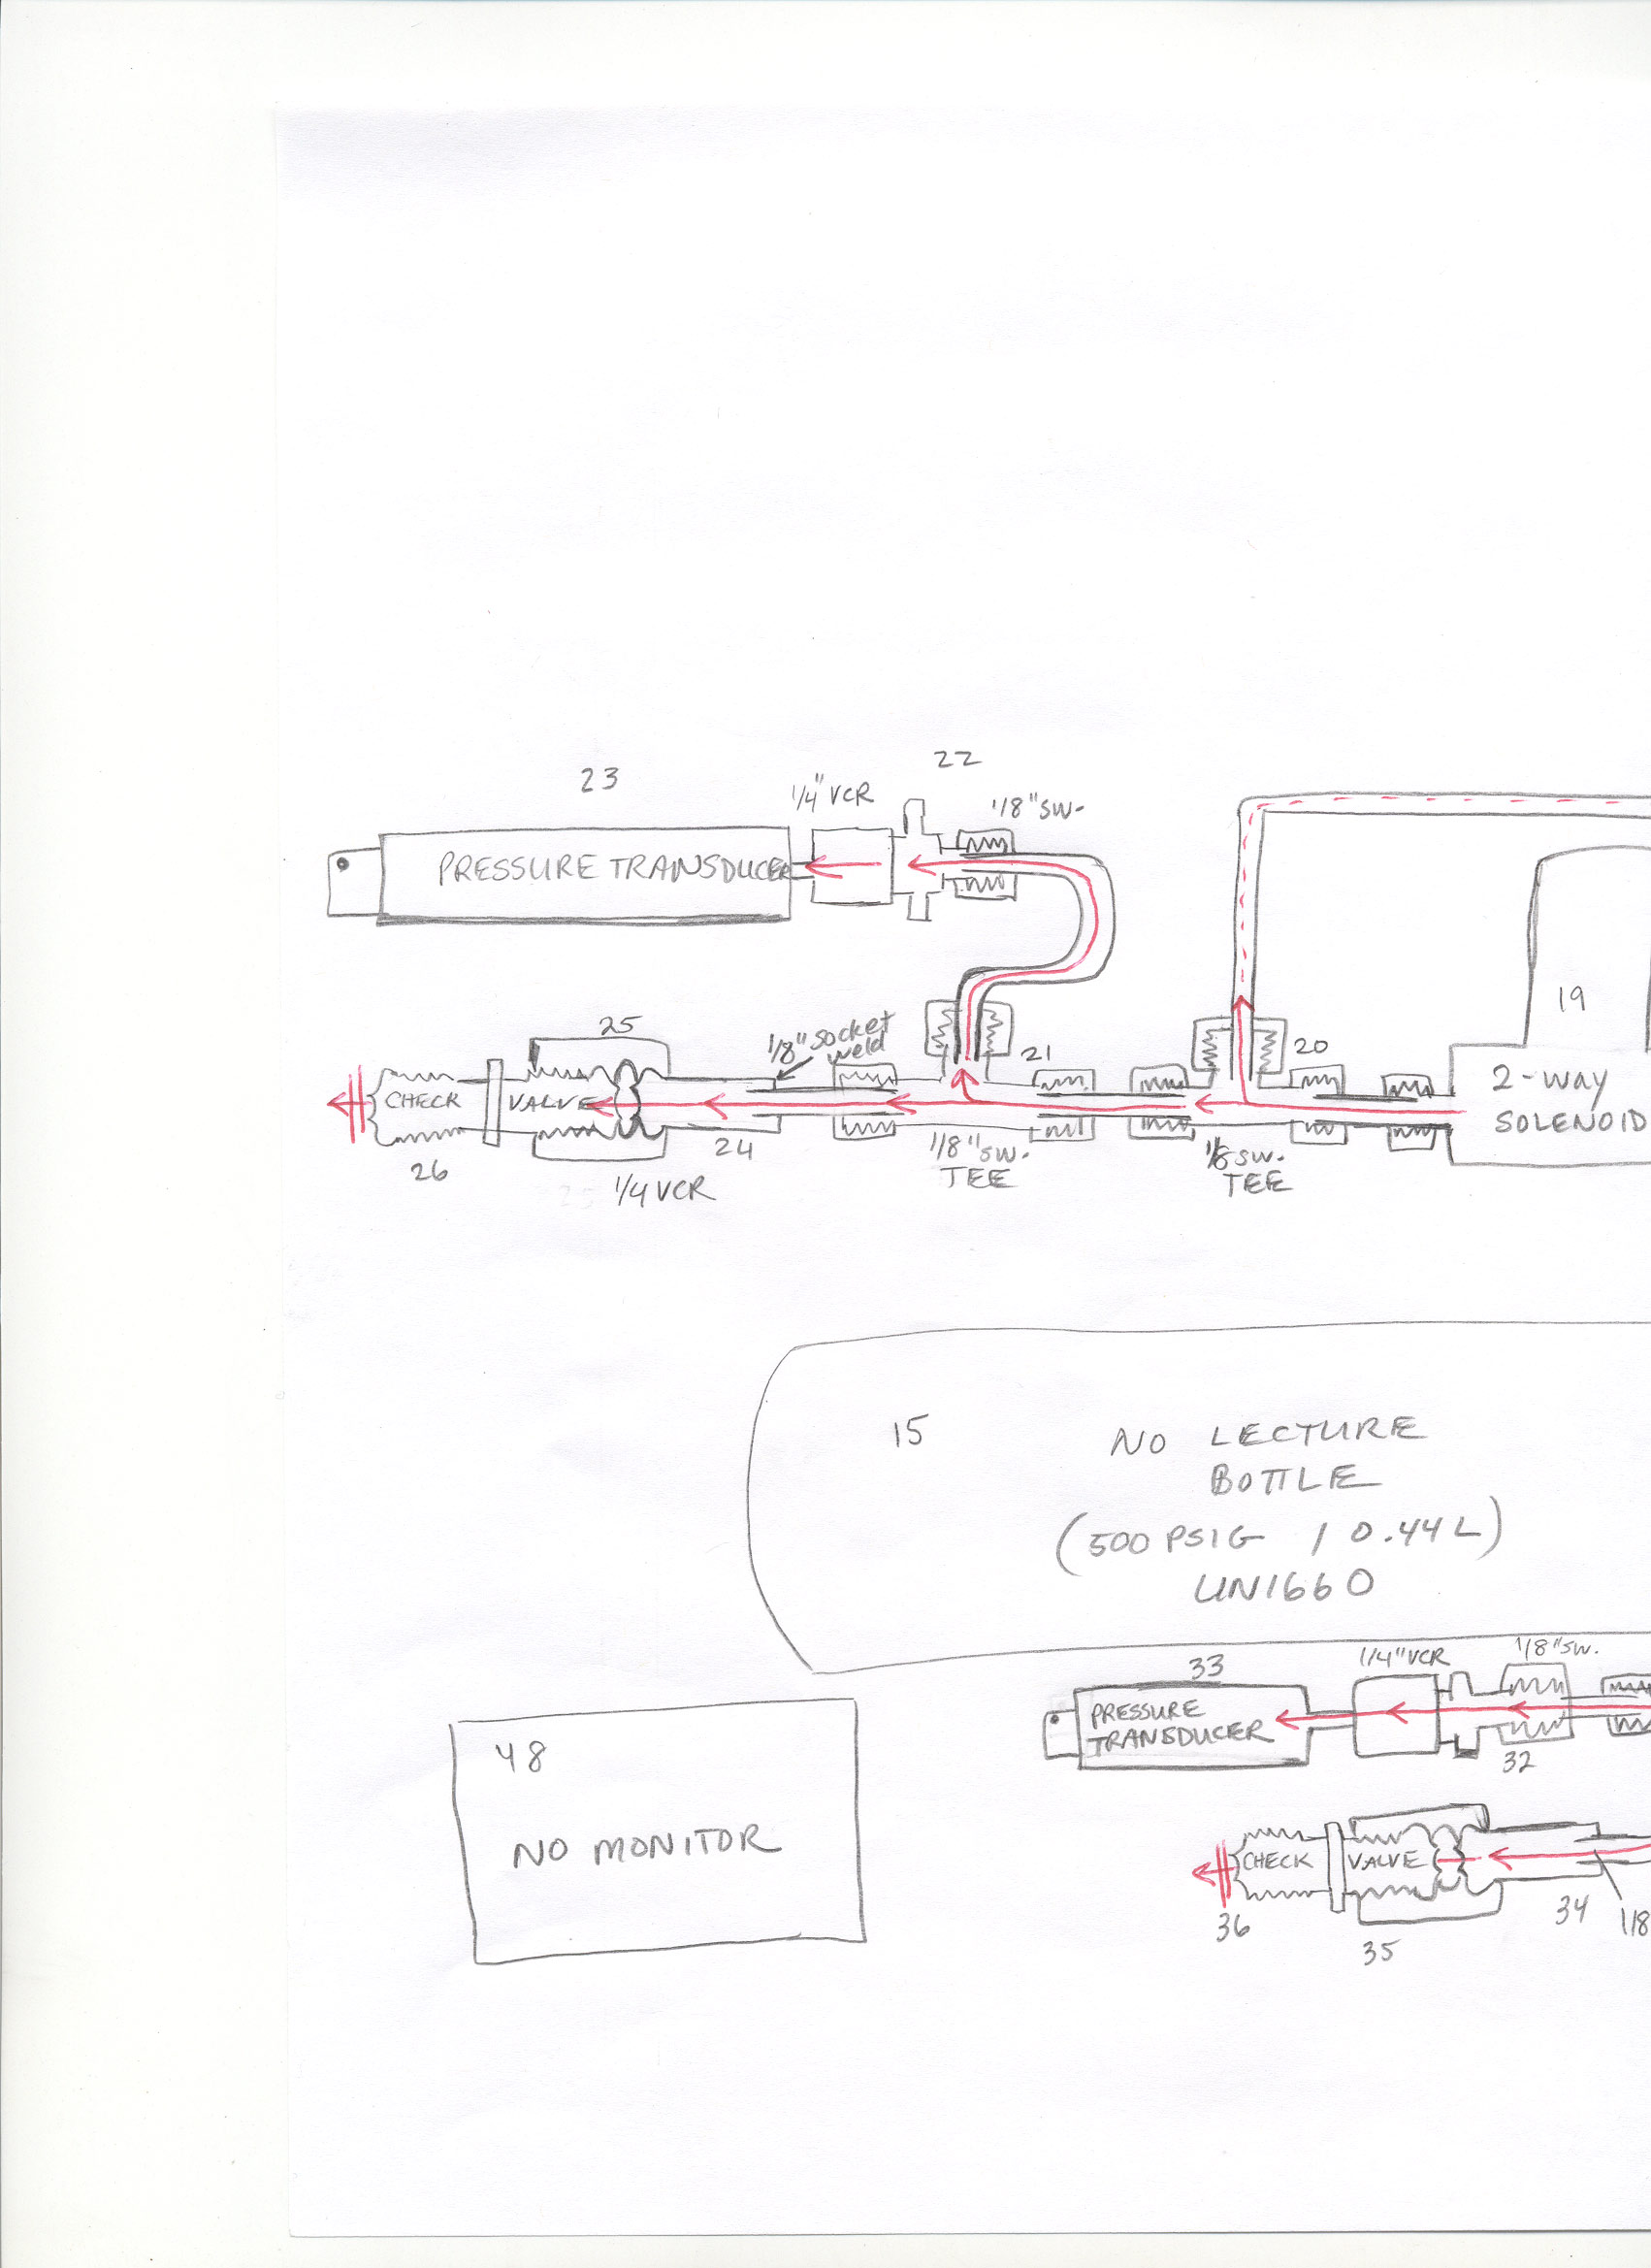 22
23
1/4" VCR
1/8" SW-
PRESSURE TRANSDUCER
19
25
1/8" SOCKET
WELD
21
20
2-WAY
SOLENOID
CHECK VALVE
26
24
1/4 VCR
1/8" SW.
TEE
1/8 SW.
TEE
15
NO LECTURE
BOTTLE
(500 PSIG / 0.44L)
UN1660
33
1/4" VCR
1/8" SW.
PRESSURE
TRANSDUCER
32
48
NO MONITOR
CHECK VALVE
36
35
34
1/8